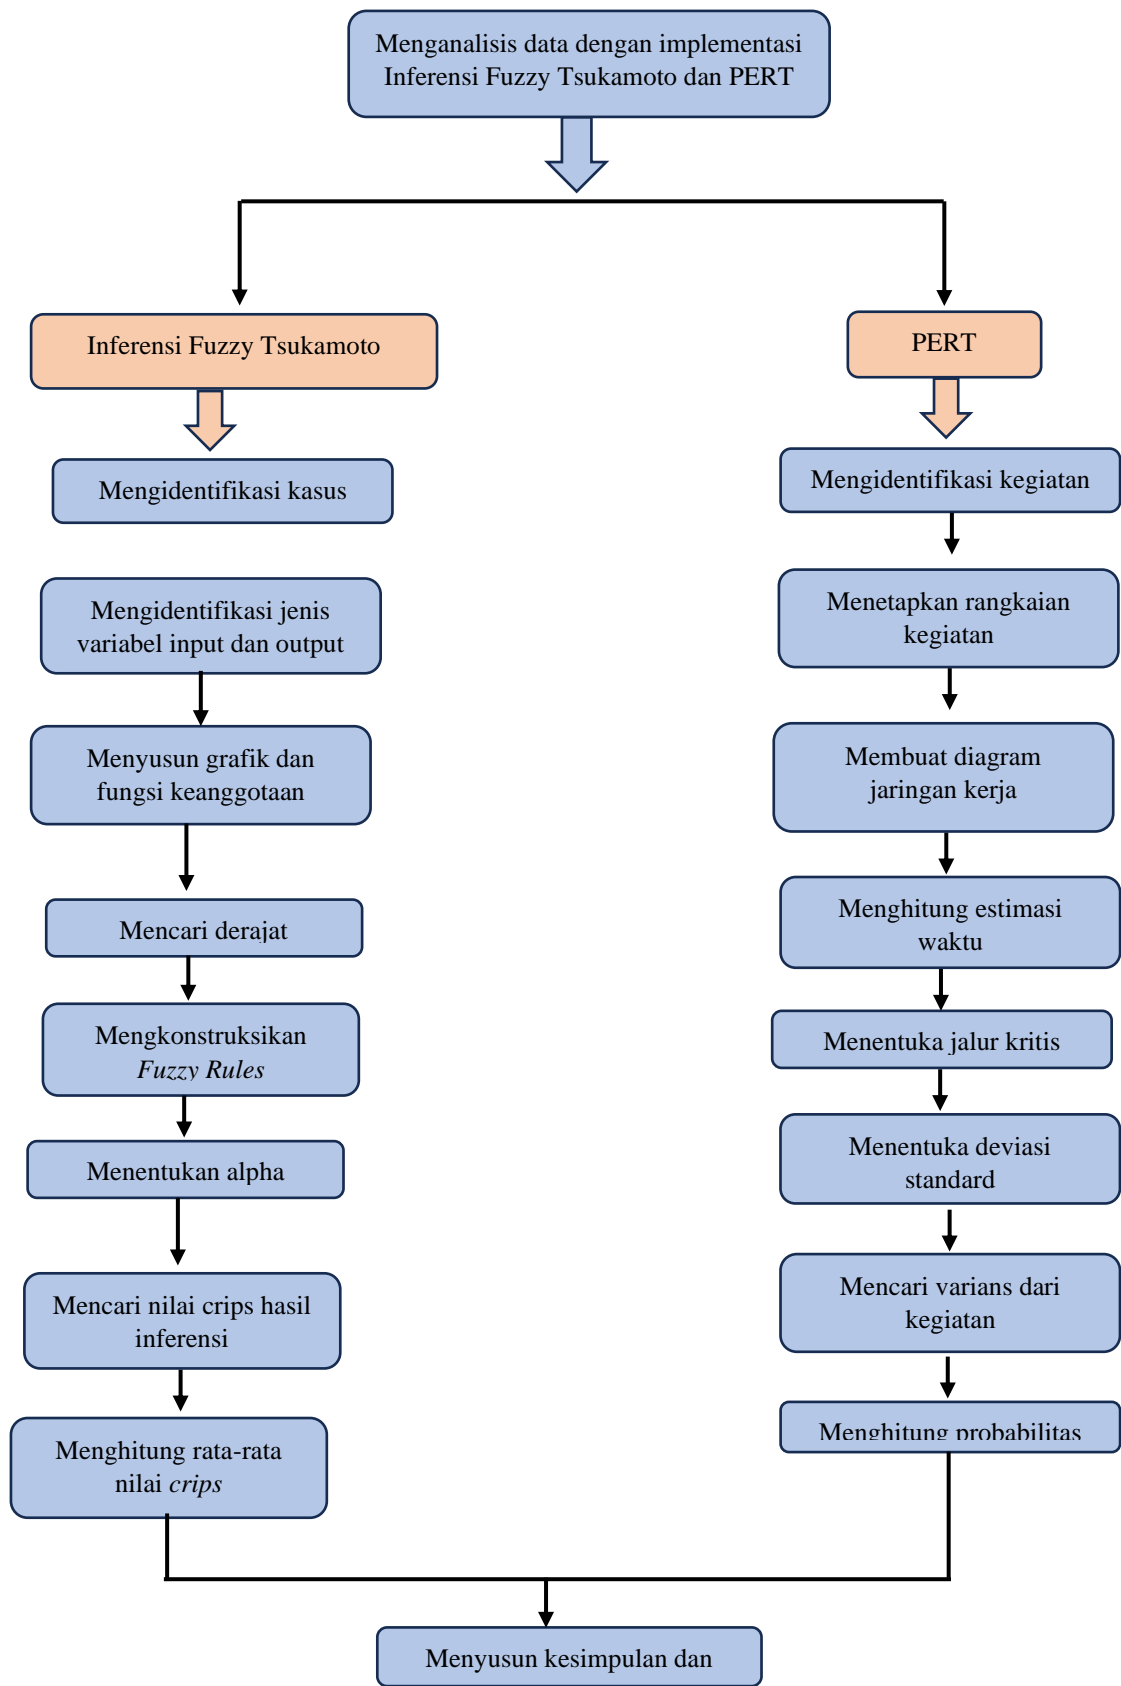 Menganalisis data dengan implementasi
Inferensi Fuzzy Tsukamoto dan PERT
Inferensi Fuzzy Tsukamoto
Mengidentifikasi kasus
Mengidentifikasi jenis
variabel input dan output
Menyusun grafik dan
fungsi keanggotaan
Mencari derajat
Mengkonstruksikan
Fuzzy Rules
Menentukan alpha
Mencari nilai crips hasil
inferensi
Menghitung rata-rata
nilai crips
PERT
Mengidentifikasi kegiatan
Menetapkan rangkaian
kegiatan
Membuat diagram
jaringan kerja
Menghitung estimasi
waktu
Menentuka jalur kritis
Menentuka deviasi
standard
Mencari varians dari
kegiatan
Menghitung probabilitas
Menyusun kesimpulan dan